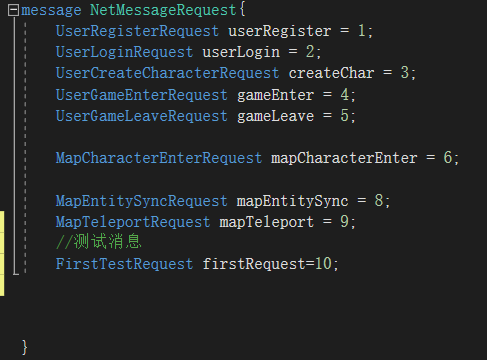 message NetMessageRequest{
UserRegisterRequest userRegister = 1;
UserLoginRequest userLogin = 2;
UserCreateCharacterRequest createChar = 3;
UserGameEnterRequest gameEnter = 4;
UserGameLeaveRequest gameLeave = 5;
MapCharacterEnterRequest mapCharacterEnter = 6;
MapEntitySyncRequest mapEntitySync = 8;
MapTeleportRequest mapTeleport = 9;
//测试消息
FirstTestRequest firstRequest=10;
}